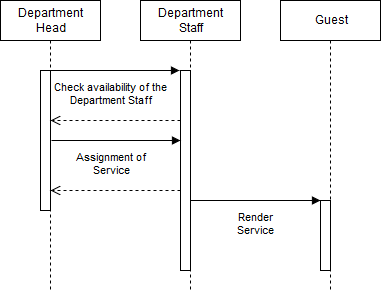 Department
Head
Department
Staff
Guest
Check availability of the
Department Staff
Assignment of
Service
Render
Service